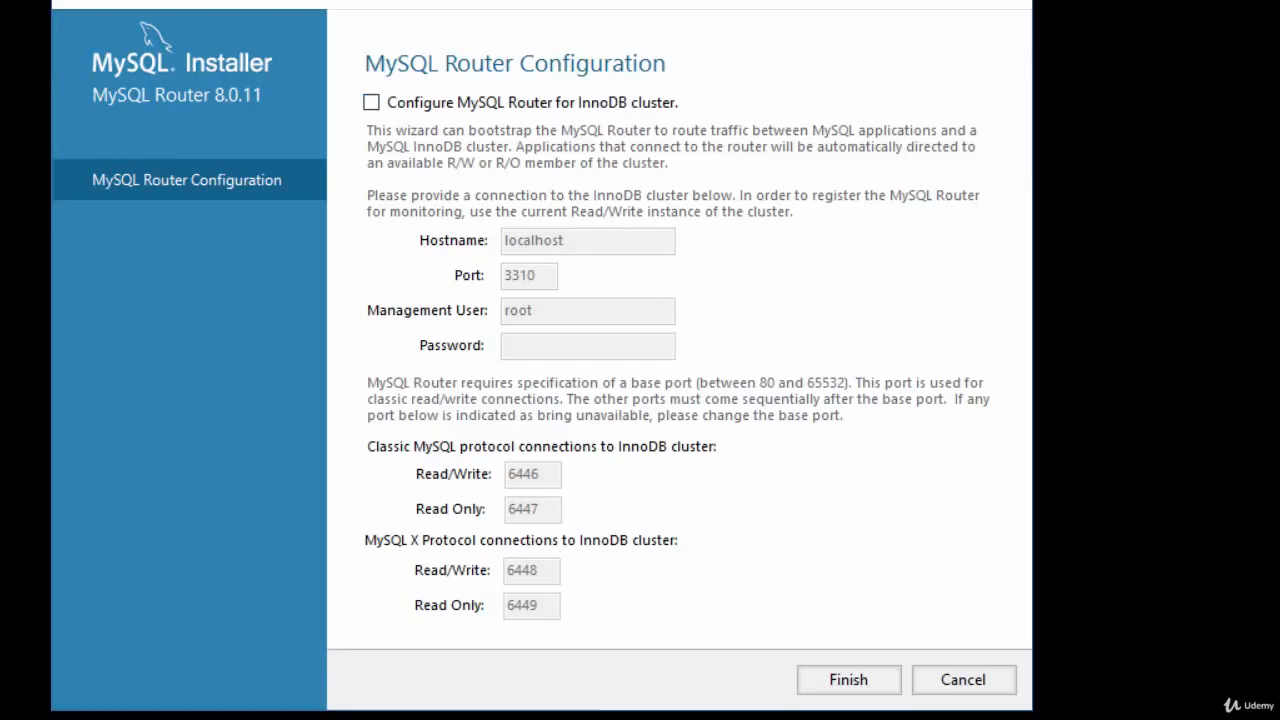 MySQL Installer
MySQL Router 8.0.11
MySQL Router Configuration
MySQL Router Configuration
Configure MySQL Router for InnoDB cluster.
This wizard can bootstrap the MySQL Router to route traffic between MySQL applications and a
MySQL InnoDB cluster. Applications that connect to the router will be automatically directed to
an available R/W or R/O member of the cluster.
Please provide a connection to the InnoDB cluster below. In order to register the MySQL Router
for monitoring, use the current Read/Write instance of the cluster.
Hostname: localhost
Port: 3310
Management User: root
Password:
MySQL Router requires specification of a base port (between 80 and 65532). This port is used for
classic read/write connections. The other ports must come sequentially after the base port. If any
port below is indicated as bring unavailable, please change the base port.
Classic MySQL protocol connections to InnoDB cluster:
Read/Write: 6446
Read Only: 6447
MySQL X Protocol connections to InnoDB cluster:
Read/Write: 6448
Read Only: 6449
Finish Cancel
Udemy